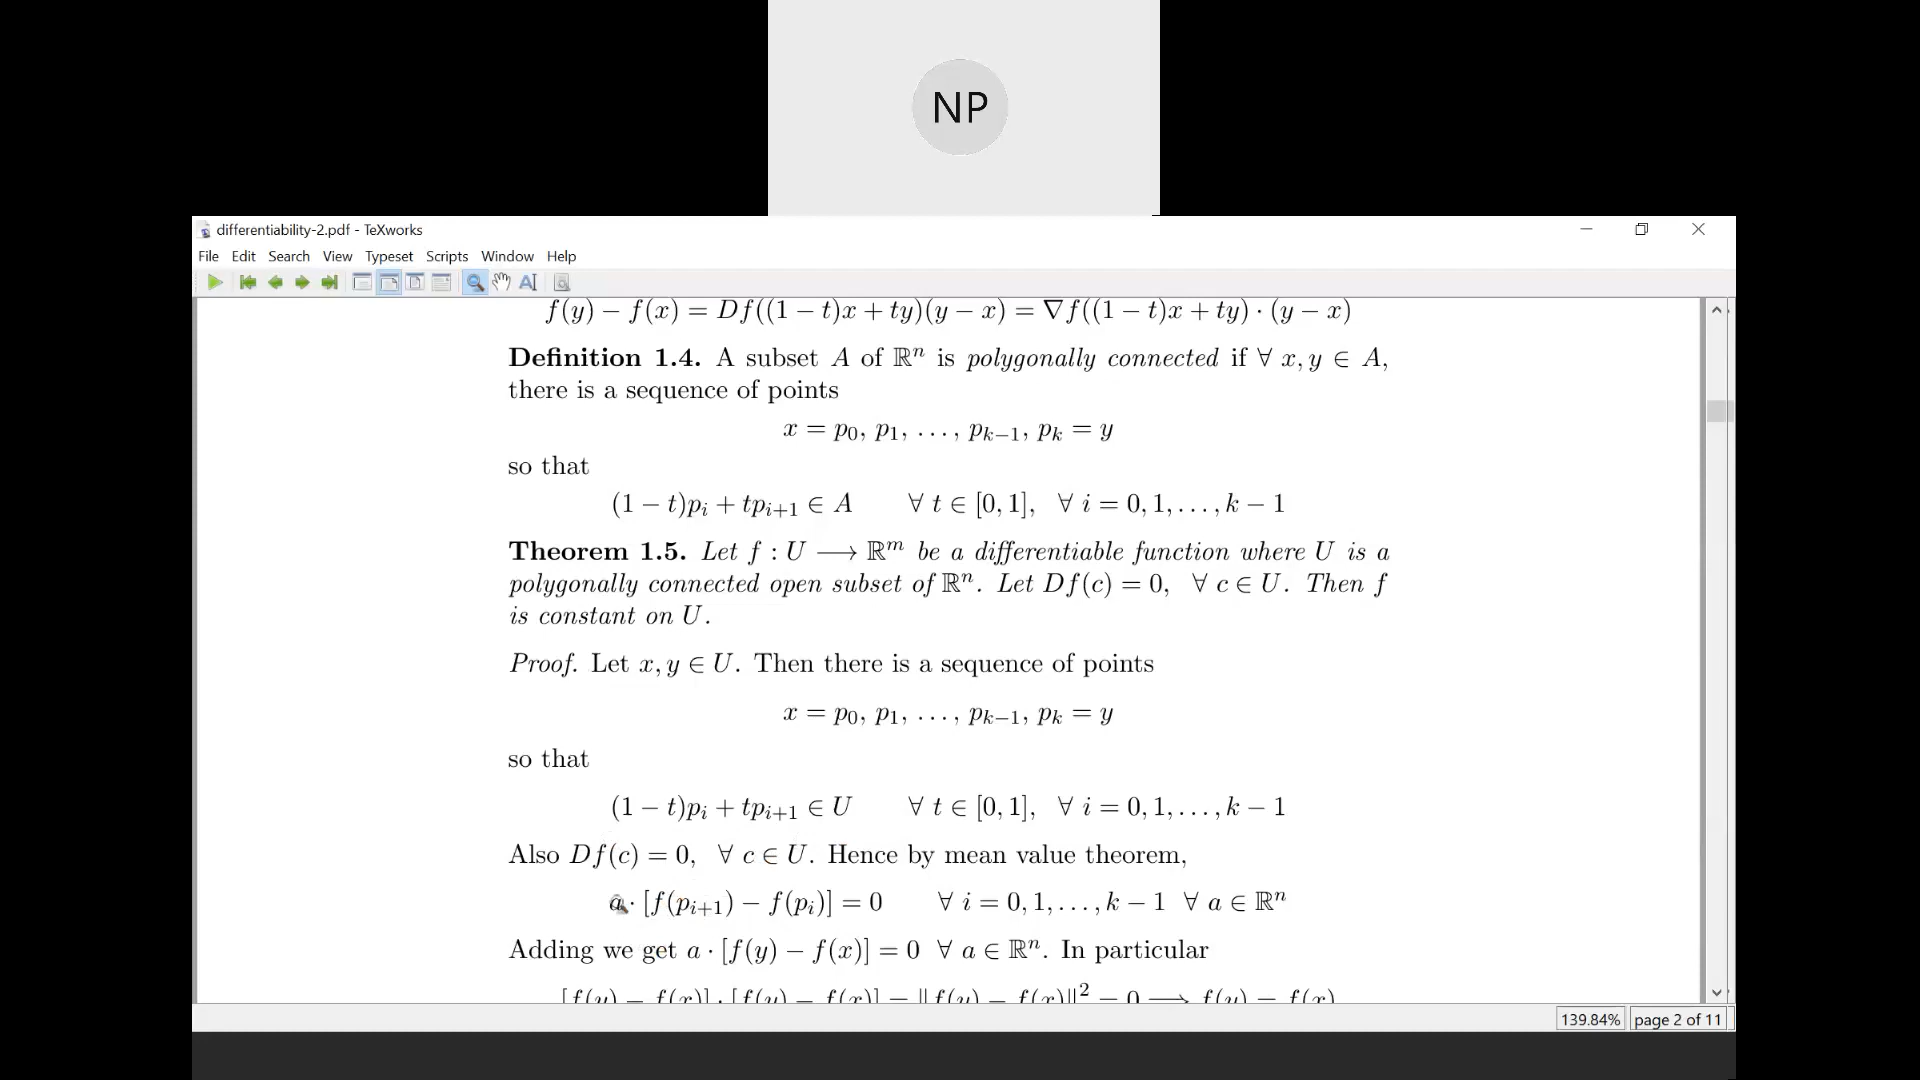 NP
differentiability-2.pdf - TeXworks
File Edit Search View Typeset Scripts Window Help
f(y) − f(x) = Df((1 − t)x + ty)(y − x) = ∇f((1 − t)x + ty) · (y − x)
Definition 1.4. A subset A of ℝⁿ is polygonally connected if ∀ x, y ∈ A,
there is a sequence of points
x = p₀, p₁, . . . , pₖ₋₁, pₖ = y
so that
(1 − t)pᵢ + tpᵢ₊₁ ∈ A ∀ t ∈ [0, 1], ∀ i = 0, 1, . . . , k − 1
Theorem 1.5. Let f : U ⟶ ℝᵐ be a differentiable function where U is a
polygonally connected open subset of ℝⁿ. Let Df(c) = 0, ∀ c ∈ U. Then f
is constant on U.
Proof. Let x, y ∈ U. Then there is a sequence of points
x = p₀, p₁, . . . , pₖ₋₁, pₖ = y
so that
(1 − t)pᵢ + tpᵢ₊₁ ∈ U ∀ t ∈ [0, 1], ∀ i = 0, 1, . . . , k − 1
Also Df(c) = 0, ∀ c ∈ U. Hence by mean value theorem,
a · [f(pᵢ₊₁) − f(pᵢ)] = 0 ∀ i = 0, 1, . . . , k − 1 ∀ a ∈ ℝⁿ
Adding we get a · [f(y) − f(x)] = 0 ∀ a ∈ ℝⁿ. In particular
[f(y) − f(x)] · [f(y) − f(x)] = ‖f(y) − f(x)‖² = 0 ⟶ f(y) = f(x)
139.84% page 2 of 11